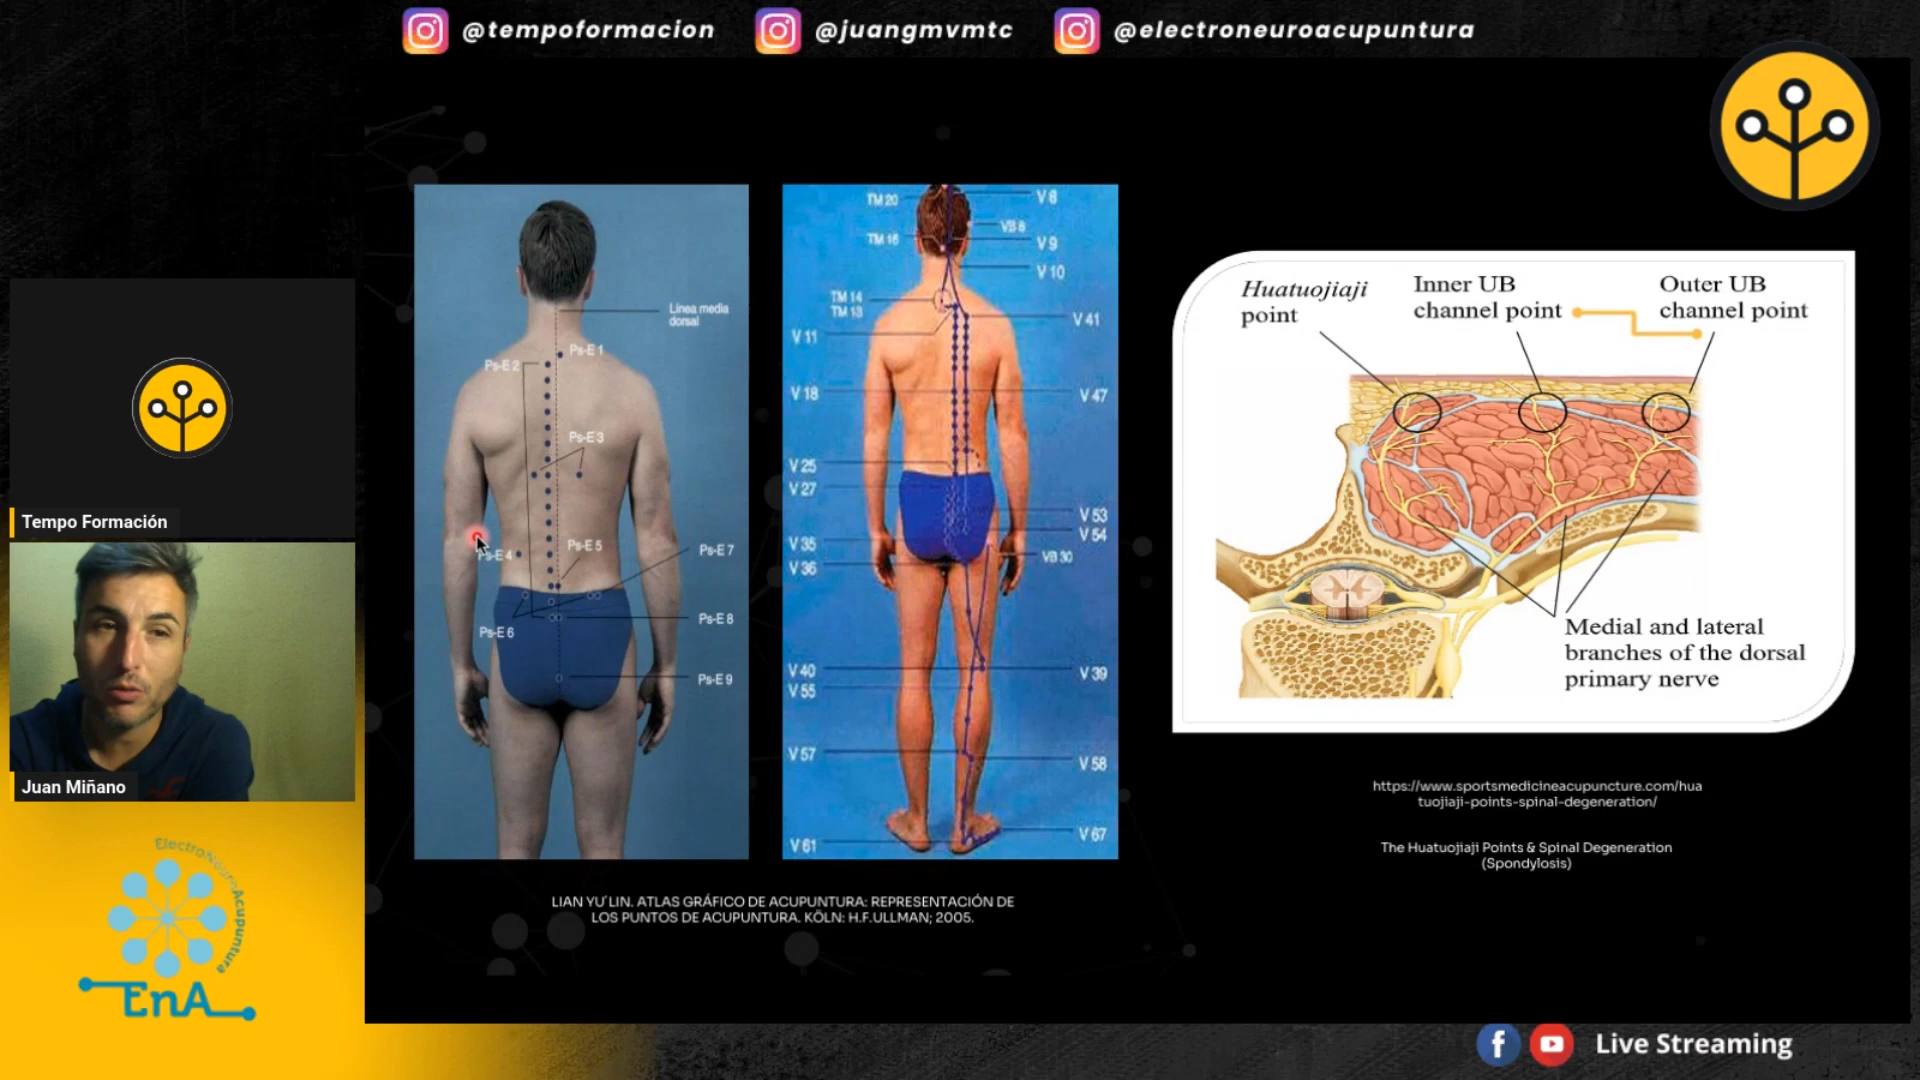 @tempoformacion
@juangmvmtc
@electroneuroacupuntura
Tempo Formación
Juan Miñano
ElectroNeuroAcupuntura
EnA
Línea media
dorsal
Ps-E 1
Ps-E 2
Ps-E 3
Ps-E 4
Ps-E 5
Ps-E 7
Ps-E 8
Ps-E 6
Ps-E 9
TM 20
V 6
VB 8
TM 16
V 9
V 10
TM 14
TM 13
V 41
V 11
V 18
V 47
V 25
V 27
V 53
V 54
V 35
VB 30
V 36
V 40
V 39
V 55
V 57
V 58
V 67
V 61
LIAN YU'LIN. ATLAS GRÁFICO DE ACUPUNTURA: REPRESENTACIÓN DE
LOS PUNTOS DE ACUPUNTURA. KÖLN: H.F.ULLMAN; 2005.
Huatuojiaji
point
Inner UB
channel point
Outer UB
channel point
Medial and lateral
branches of the dorsal
primary nerve
https://www.sportsmedicineacupuncture.com/hua
tuojiaji-points-spinal-degeneration/
The Huatuojiaji Points & Spinal Degeneration
(Spondylosis)
Live Streaming